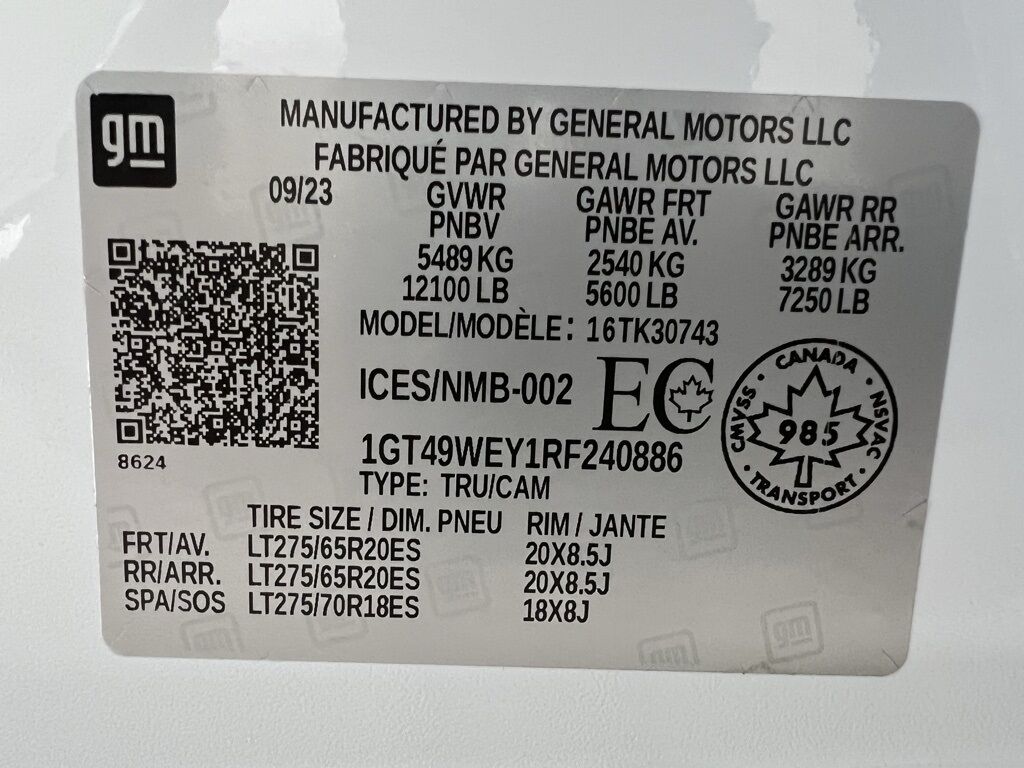 gm
MANUFACTURED BY GENERAL MOTORS LLC
FABRIQUÉ PAR GENERAL MOTORS LLC
09/23 GVWR GAWR FRT GAWR RR
PNBV PNBE AV. PNBE ARR.
5489 KG 2540 KG 3289 KG
12100 LB 5600 LB 7250 LB
MODEL/MODÈLE: 16TK30743
ICES/NMB-002 EC
CANADA
CMVSS • NSVAC
985
TRANSPORT
8624
1GT49WEY1RF240886
TYPE: TRU/CAM
TIRE SIZE / DIM. PNEU RIM / JANTE
FRT/AV. LT275/65R20ES 20X8.5J
RR/ARR. LT275/65R20ES 20X8.5J
SPA/SOS LT275/70R18ES 18X8J
gm